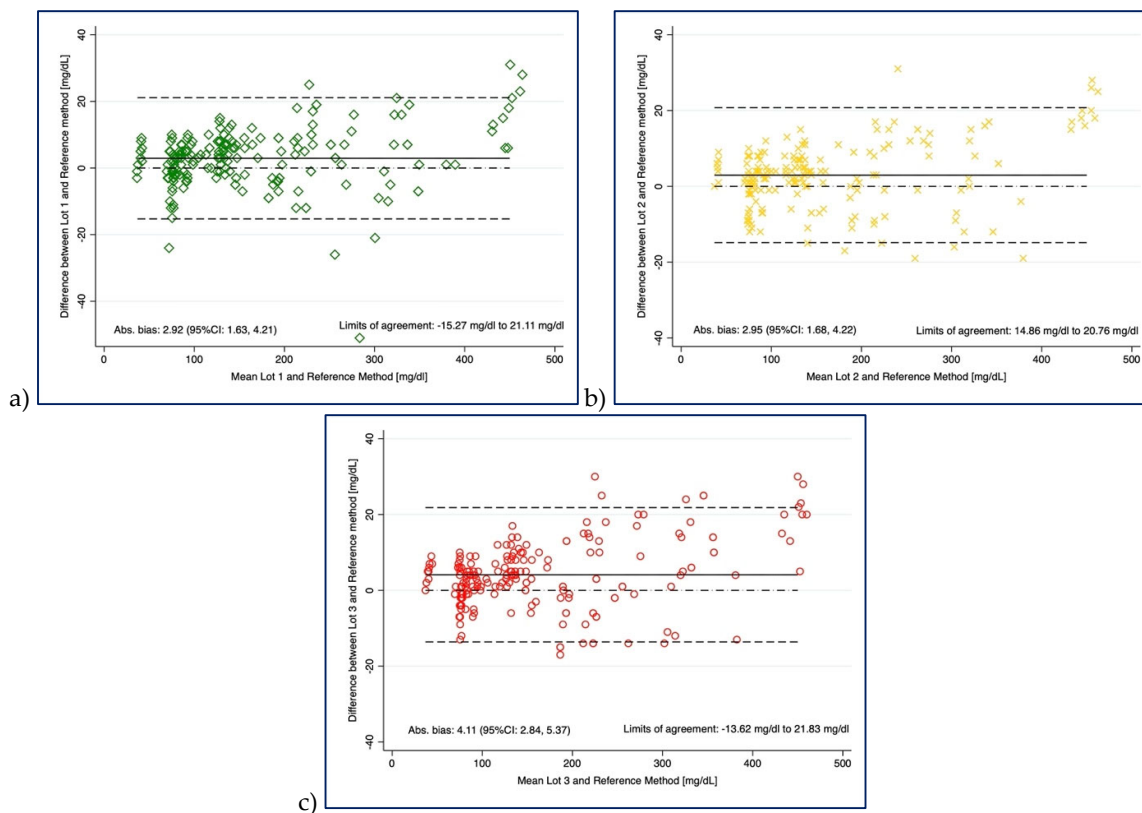 Difference between Lot 1 and Reference method [mg/dL]
40
20
0
-20
-40
Abs. bias: 2.92 (95%CI: 1.63, 4.21)
Limits of agreement: -15.27 mg/dl to 21.11 mg/dl
0
100
200
300
400
500
Mean Lot 1 and Reference Method [mg/dl]
a)
Difference between Lot 2 and Reference method [mg/dL]
40
20
0
-20
-40
Abs. bias: 2.95 (95%CI: 1.68, 4.22)
Limits of agreement: 14.86 mg/dl to 20.76 mg/dl
0
100
200
300
400
500
Mean Lot 2 and Reference Method [mg/dL]
b)
Difference between Lot 3 and Reference method [mg/dL]
40
20
0
-20
-40
Abs. bias: 4.11 (95%CI: 2.84, 5.37)
Limits of agreement: -13.62 mg/dl to 21.83 mg/dl
0
100
200
300
400
500
Mean Lot 3 and Reference Method [mg/dL]
c)